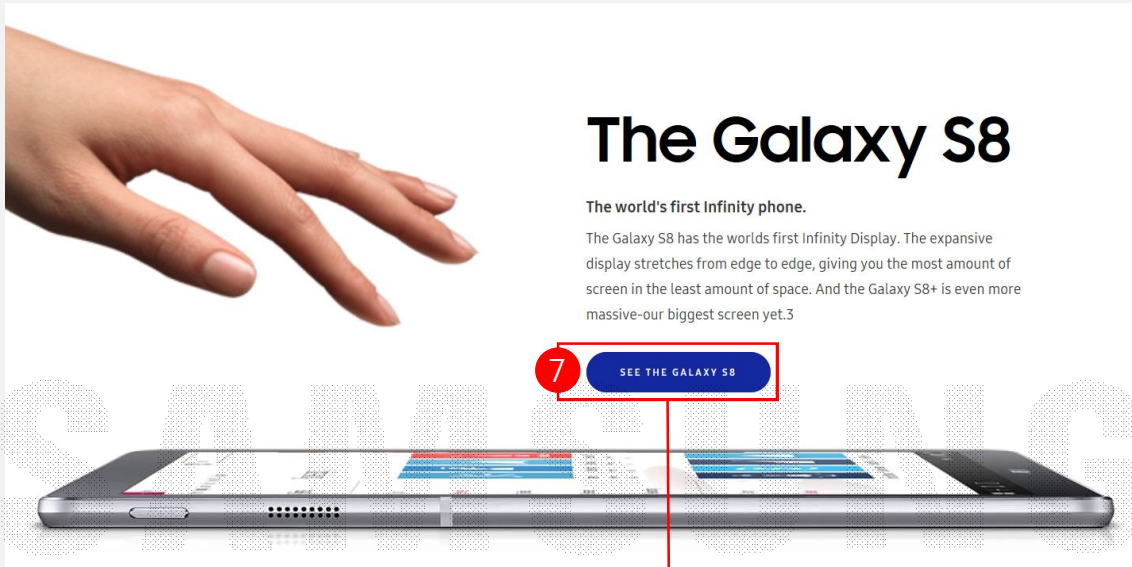 The Galaxy S8
The world's first Infinity phone.
The Galaxy S8 has the worlds first Infinity Display. The expansive
display stretches from edge to edge, giving you the most amount of
screen in the least amount of space. And the Galaxy S8+ is even more
massive-our biggest screen yet.3
7
SEE THE GALAXY S8
SAMSUNG